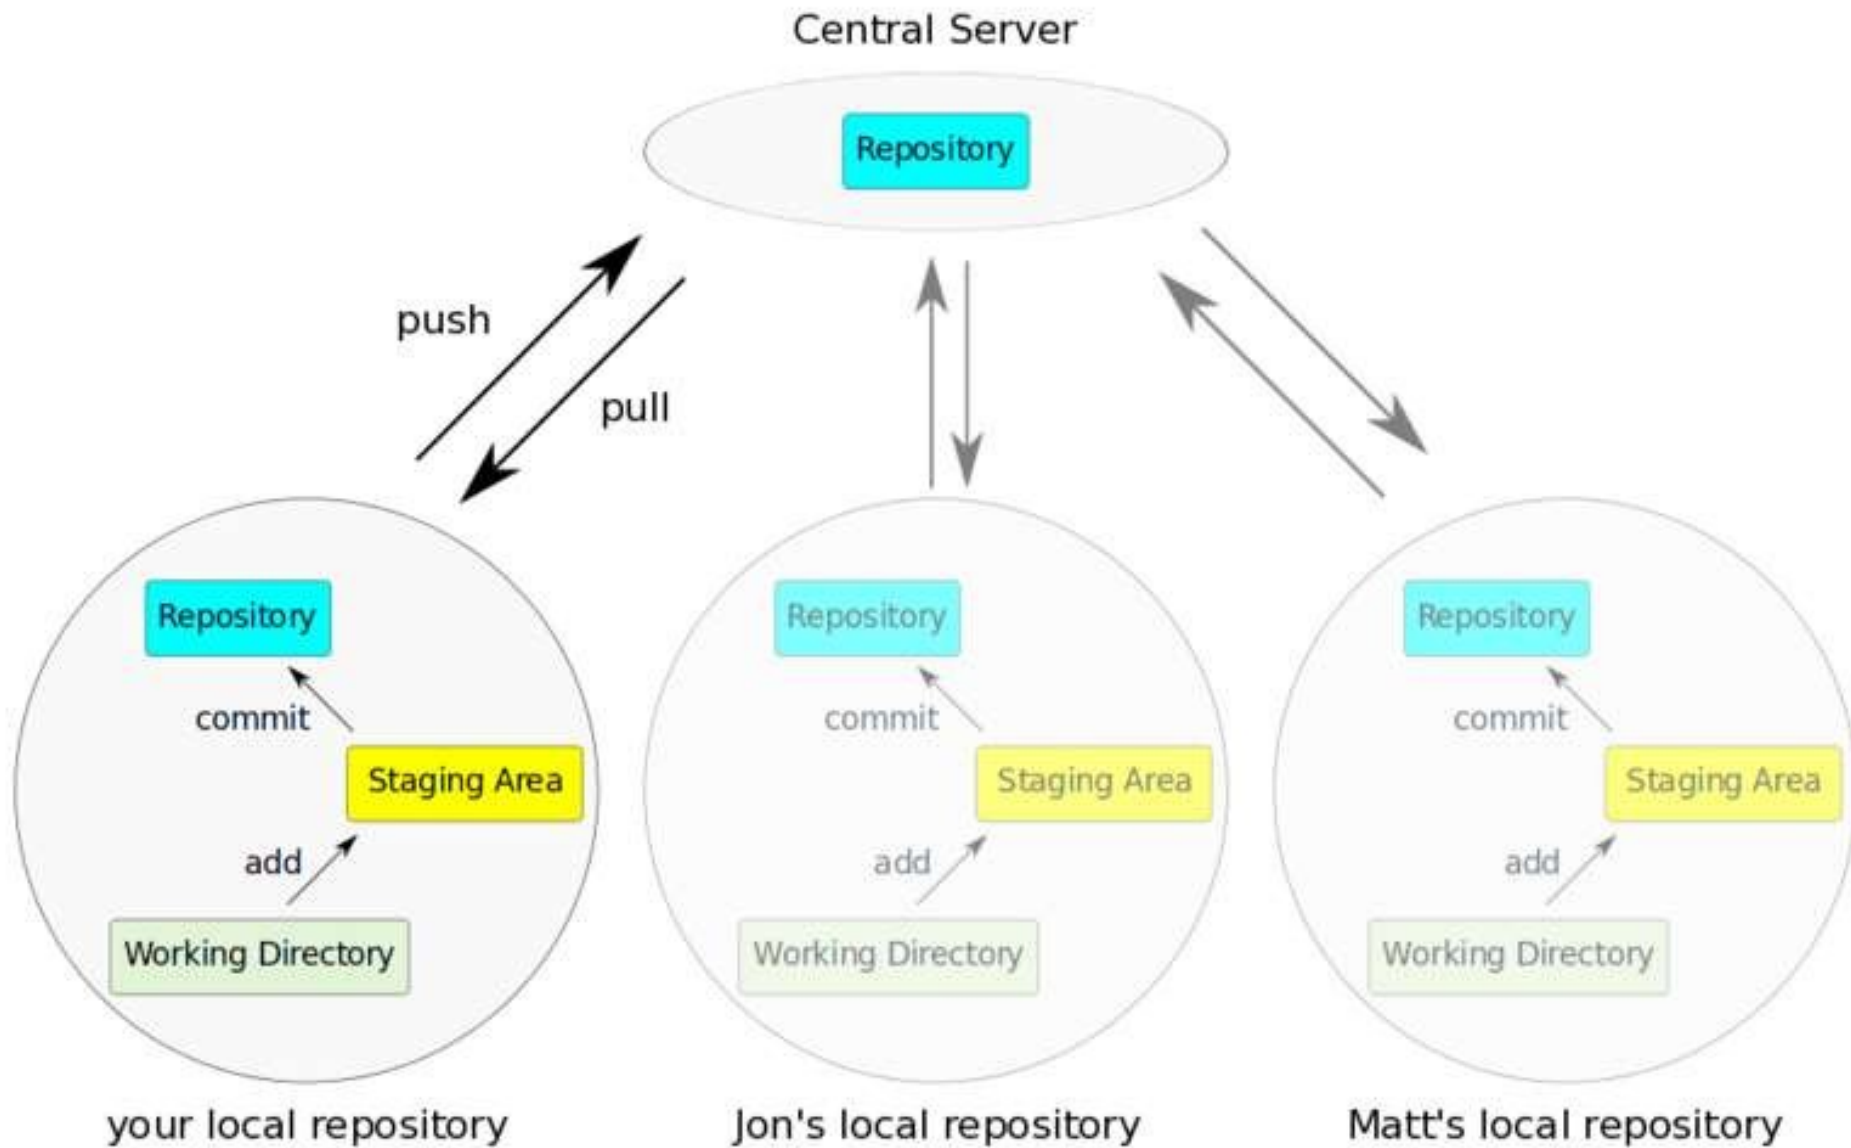 Central Server
Repository
push
pull
Repository
commit
Staging Area
add
Working Directory
your local repository
Repository
commit
Staging Area
add
Working Directory
Jon's local repository
Repository
commit
Staging Area
add
Working Directory
Matt's local repository